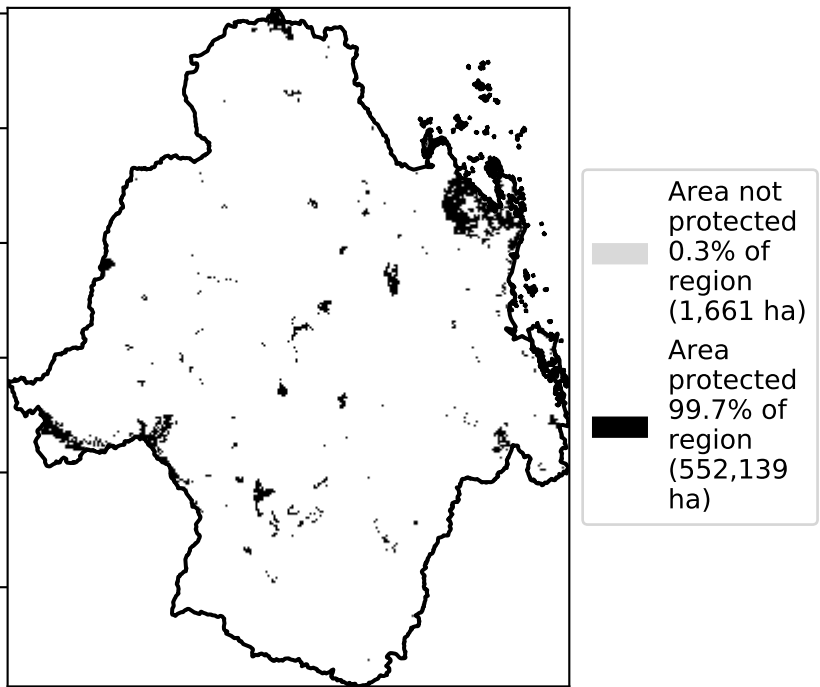 Area not
protected
0.3% of
region
(1,661 ha)
Area
protected
99.7% of
region
(552,139
ha)